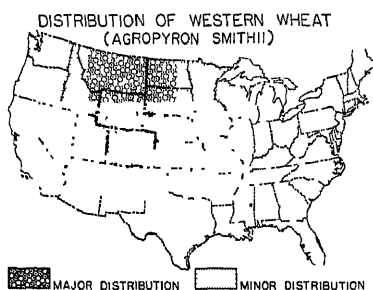 DISTRIBUTION OF WESTERN WHEAT
(AGROPYRON SMITHII)
MAJOR DISTRIBUTION MINOR DISTRIBUTION